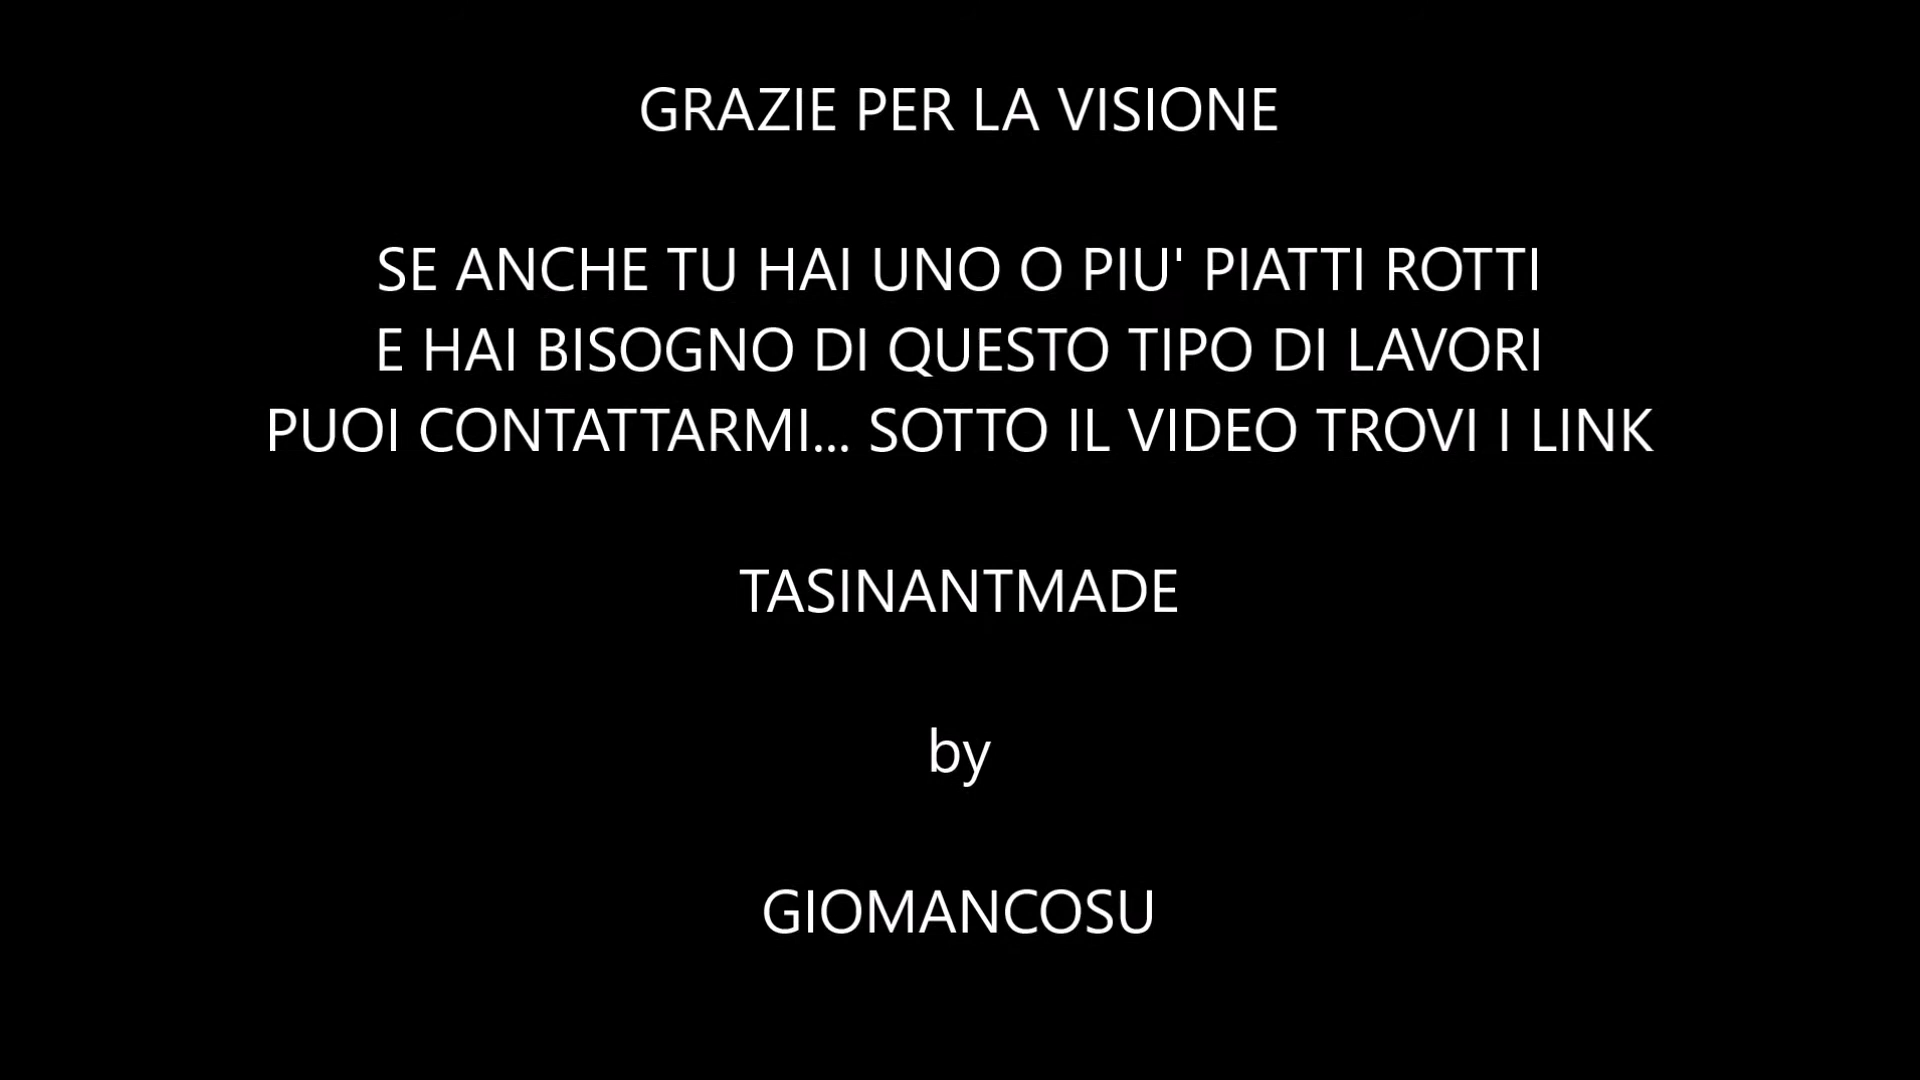 GRAZIE PER LA VISIONE
SE ANCHE TU HAI UNO O PIU' PIATTI ROTTI
E HAI BISOGNO DI QUESTO TIPO DI LAVORI
PUOI CONTATTARMI... SOTTO IL VIDEO TROVI I LINK
TASINANTMADE
by
GIOMANCOSU